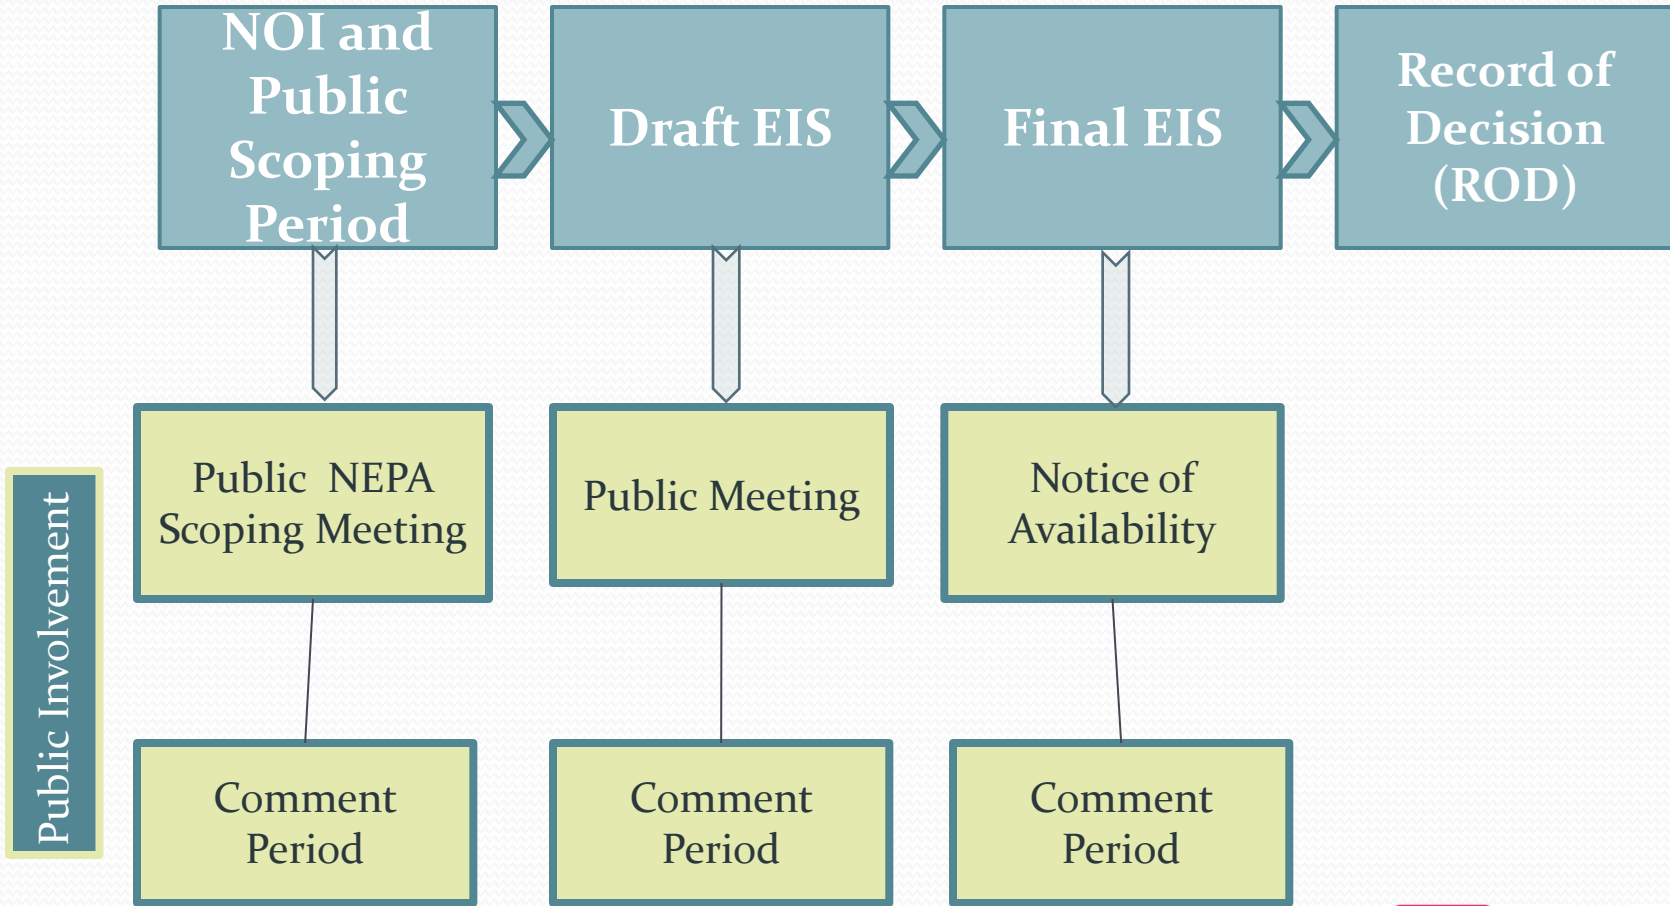 NOI and
Public
Scoping
Period
Draft EIS
Final EIS
Record of
Decision
(ROD)
Public Involvement
Public NEPA
Scoping Meeting
Public Meeting
Notice of
Availability
Comment
Period
Comment
Period
Comment
Period